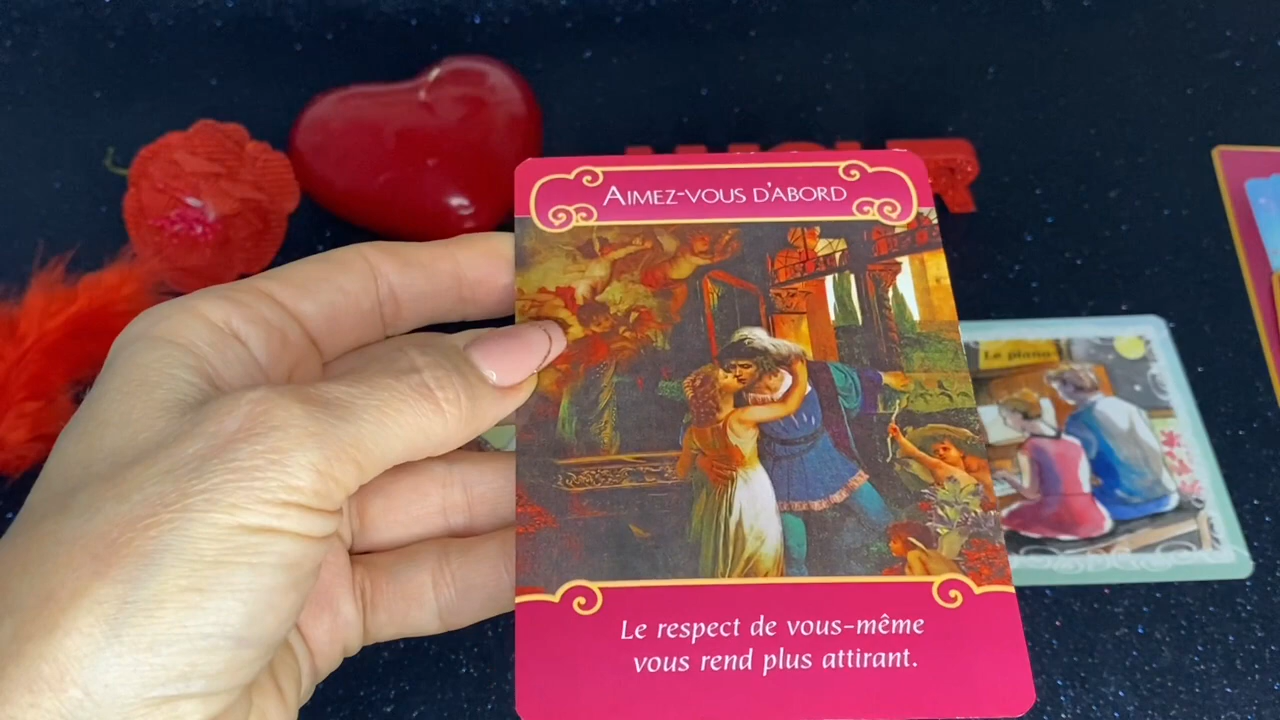 Aimez-vous d'abord
Le piano
Le respect de vous-même
vous rend plus attirant.